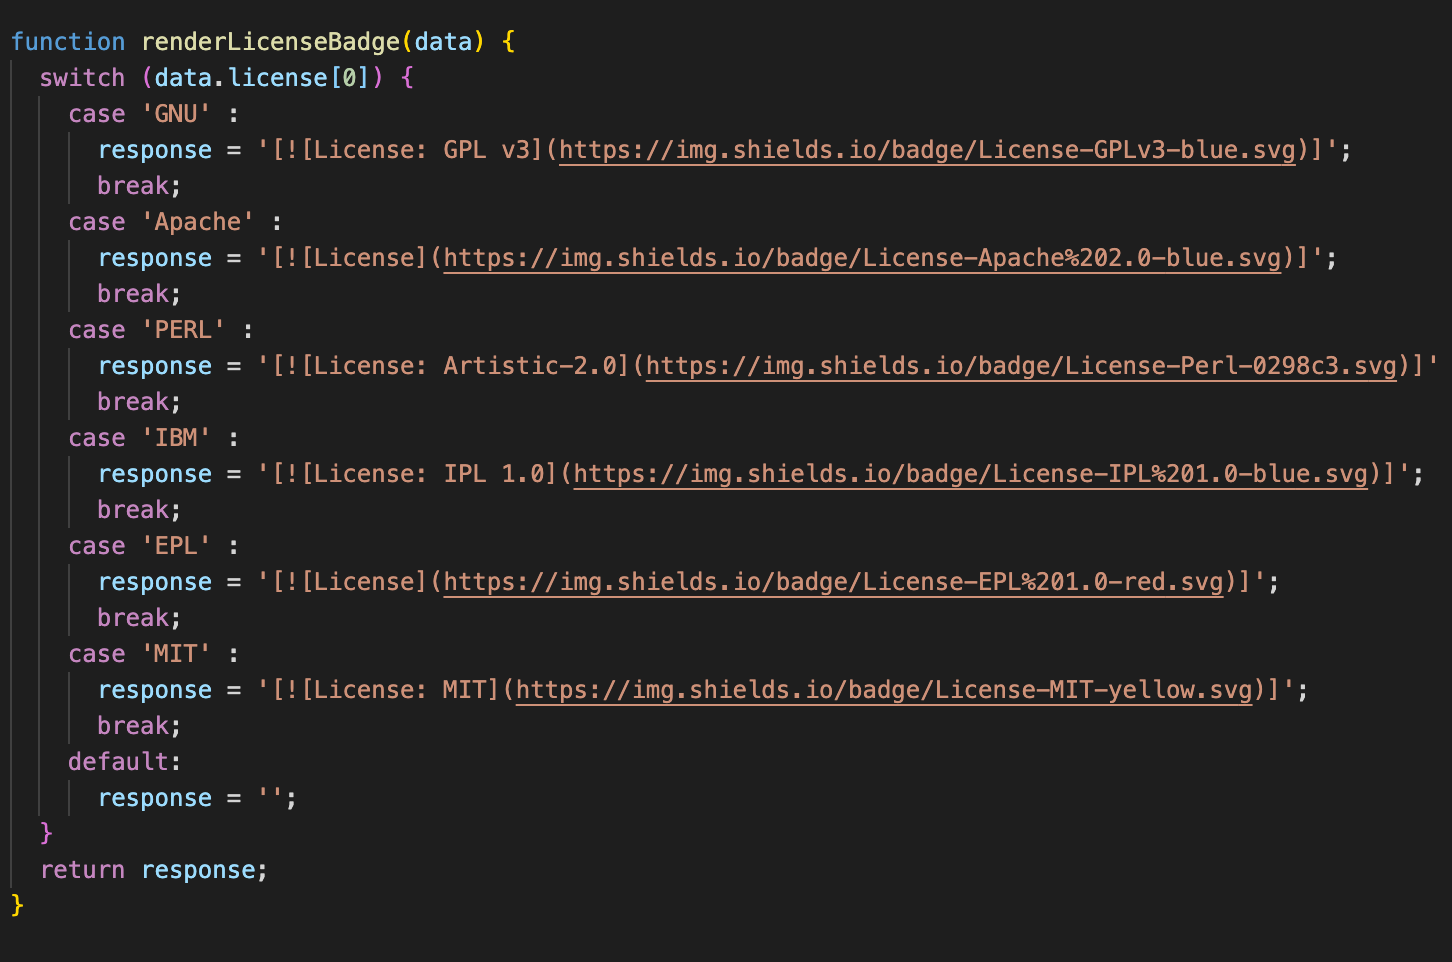 function renderLicenseBadge(data) {
  switch (data.license[0]) {
    case 'GNU' :
      response = '[![License: GPL v3](https://img.shields.io/badge/License-GPLv3-blue.svg)]';
      break;
    case 'Apache' :
      response = '[![License](https://img.shields.io/badge/License-Apache%202.0-blue.svg)]';
      break;
    case 'PERL' :
      response = '[![License: Artistic-2.0](https://img.shields.io/badge/License-Perl-0298c3.svg)]'
      break;
    case 'IBM' :
      response = '[![License: IPL 1.0](https://img.shields.io/badge/License-IPL%201.0-blue.svg)]';
      break;
    case 'EPL' :
      response = '[![License](https://img.shields.io/badge/License-EPL%201.0-red.svg)]';
      break;
    case 'MIT' :
      response = '[![License: MIT](https://img.shields.io/badge/License-MIT-yellow.svg)]';
      break;
    default:
      response = '';
  }
  return response;
}